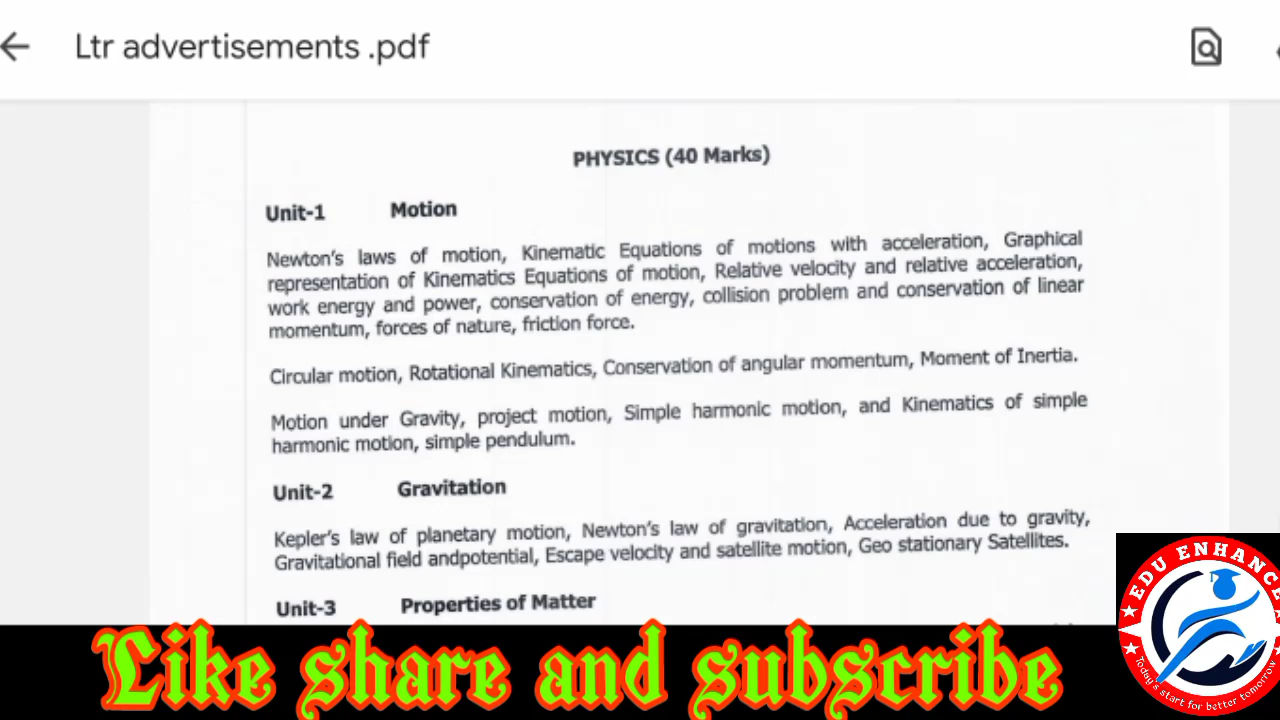 Ltr advertisements .pdf
PHYSICS (40 Marks)
Unit-1 Motion
Newton's laws of motion, Kinematic Equations of motions with acceleration, Graphical
representation of Kinematics Equations of motion, Relative velocity and relative acceleration,
work energy and power, conservation of energy, collision problem and conservation of linear
momentum, forces of nature, friction force.
Circular motion, Rotational Kinematics, Conservation of angular momentum, Moment of Inertia.
Motion under Gravity, project motion, Simple harmonic motion, and Kinematics of simple
harmonic motion, simple pendulum.
Unit-2 Gravitation
Kepler's law of planetary motion, Newton's law of gravitation, Acceleration due to gravity,
Gravitational field andpotential, Escape velocity and satellite motion, Geo stationary Satellites.
Unit-3 Properties of Matter
Like share and subscribe
EDU ENHANCE
Today's start for better tomorrow